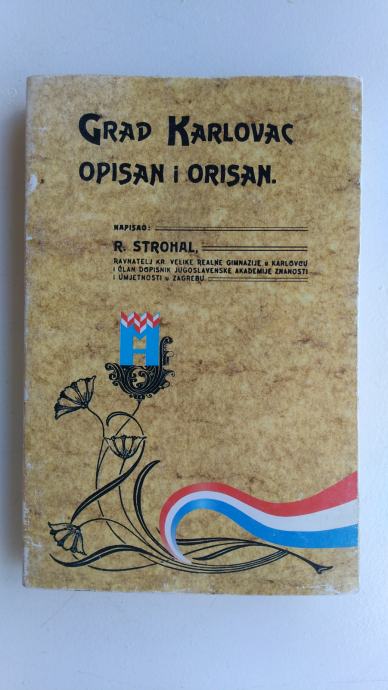 GRAD KARLOVAC
OPISAN i ORISAN.
NAPISAO:
R. STROHAL,
RAVNATELJ KR. VELIKE REALNE GIMNAZIJE u KARLOVCU
I ČLAN DOPISNIK JUGOSLAVENSKE AKADEMIJE ZNANOSTI
I UMJETNOSTI u ZAGREBU